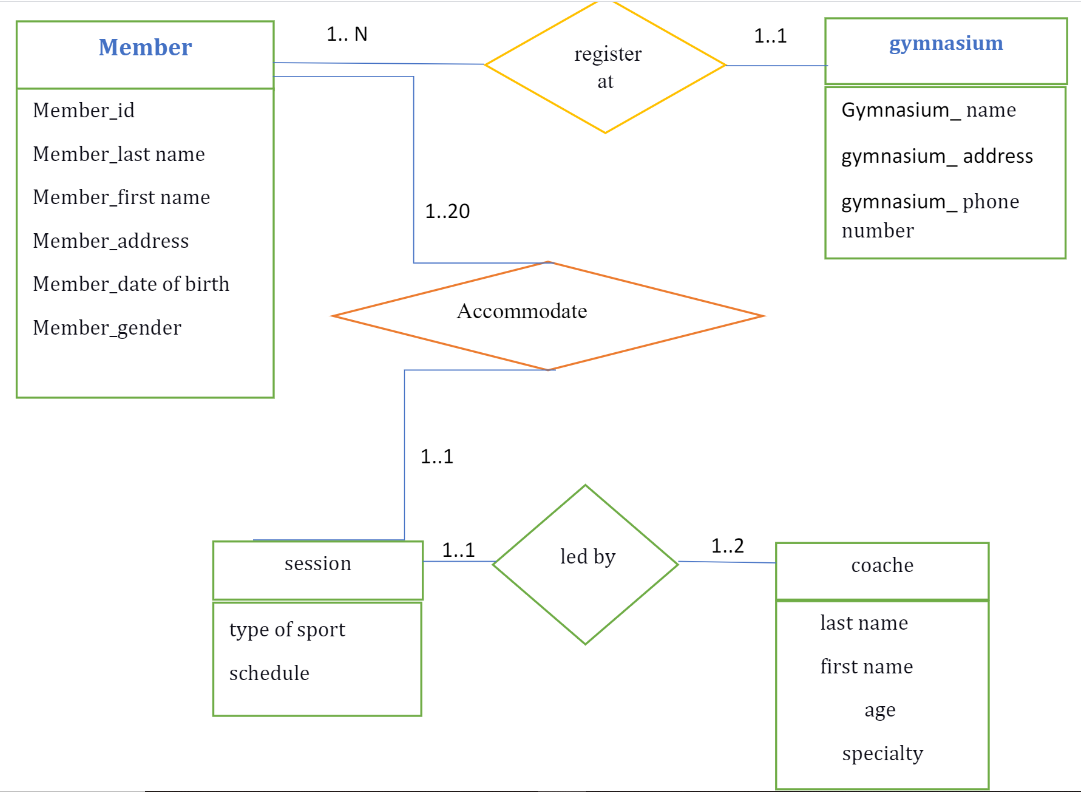 Member
1.. N
register
at
1..1
gymnasium
Member_id
Member_last name
Member_first name
Member_address
Member_date of birth
Member_gender
Gymnasium_ name
gymnasium_ address
gymnasium_ phone
number
1..20
Accommodate
1..1
session
1..1
led by
1..2
coache
type of sport
schedule
last name
first name
age
specialty